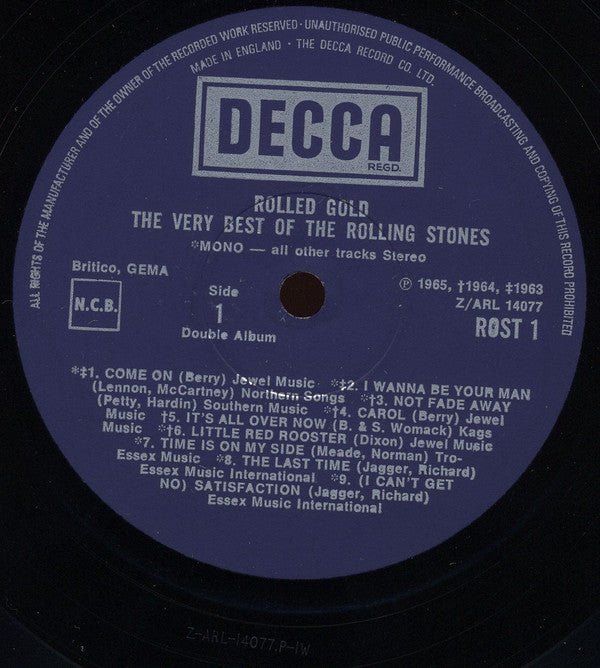 ALL RIGHTS OF THE MANUFACTURER AND OF THE OWNER OF THE RECORDED WORK RESERVED · UNAUTHORISED PUBLIC PERFORMANCE BROADCASTING AND COPYING OF THIS RECORD PROHIBITED
MADE IN ENGLAND · THE DECCA RECORD CO. LTD.
DECCA
REGD.
ROLLED GOLD
THE VERY BEST OF THE ROLLING STONES
*MONO — all other tracks Stereo
Britico, GEMA
N.C.B.
Side
1
Double Album
℗ 1965, †1964, ‡1963
Z/ARL 14077
ROST 1
*‡1. COME ON (Berry) Jewel Music *‡2. I WANNA BE YOUR MAN
(Lennon, McCartney) Northern Songs *†3. NOT FADE AWAY
(Petty, Hardin) Southern Music *†4. CAROL (Berry) Jewel
Music †5. IT'S ALL OVER NOW (B. & S. Womack) Kags
Music *†6. LITTLE RED ROOSTER (Dixon) Jewel Music
*7. TIME IS ON MY SIDE (Meade, Norman) Tro-
Essex Music *8. THE LAST TIME (Jagger, Richard)
Essex Music International *9. (I CAN'T GET
NO) SATISFACTION (Jagger, Richard)
Essex Music International
Z-ARL-14077.P-1W